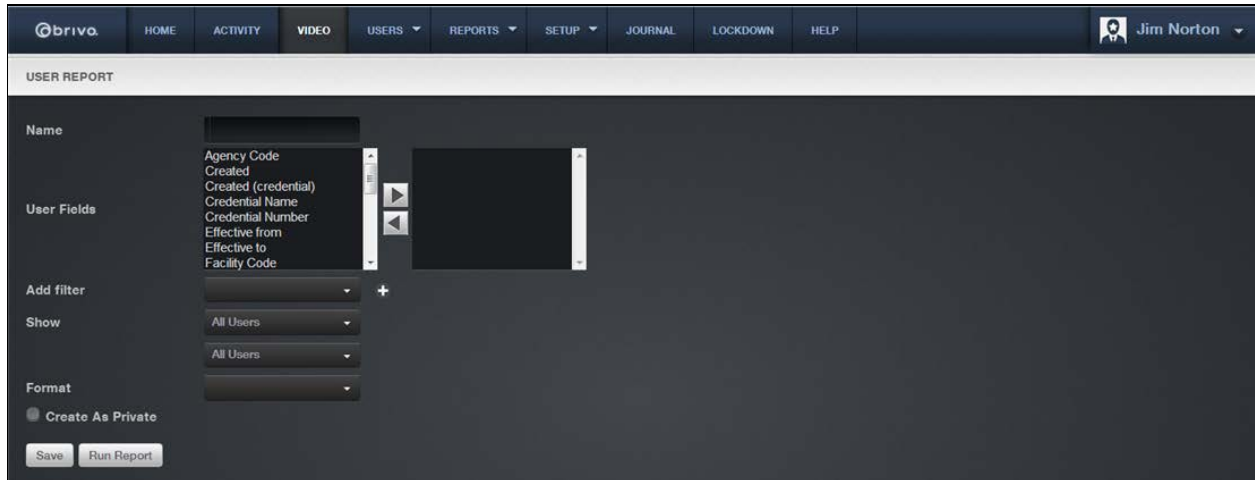 brivo.
HOME
ACTIVITY
VIDEO
USERS
REPORTS
SETUP
JOURNAL
LOCKDOWN
HELP
Jim Norton
USER REPORT
Name
User Fields
Agency Code
Created
Created (credential)
Credential Name
Credential Number
Effective from
Effective to
Facility Code
Add filter
Show
All Users
All Users
Format
Create As Private
Save
Run Report